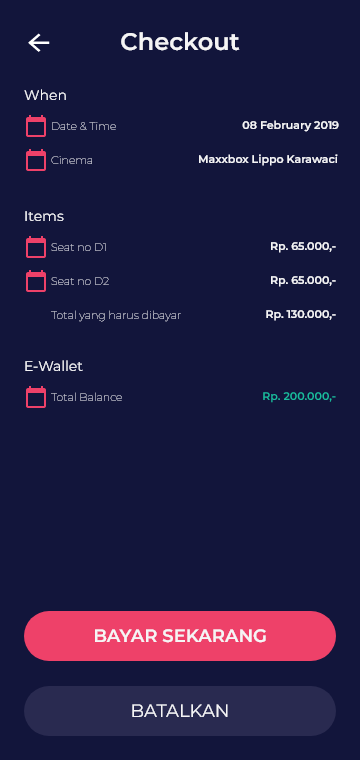 Checkout
When
Date & Time 08 February 2019
Cinema Maxxbox Lippo Karawaci
Items
Seat no D1 Rp. 65.000,-
Seat no D2 Rp. 65.000,-
Total yang harus dibayar Rp. 130.000,-
E-Wallet
Total Balance Rp. 200.000,-
BAYAR SEKARANG
BATALKAN